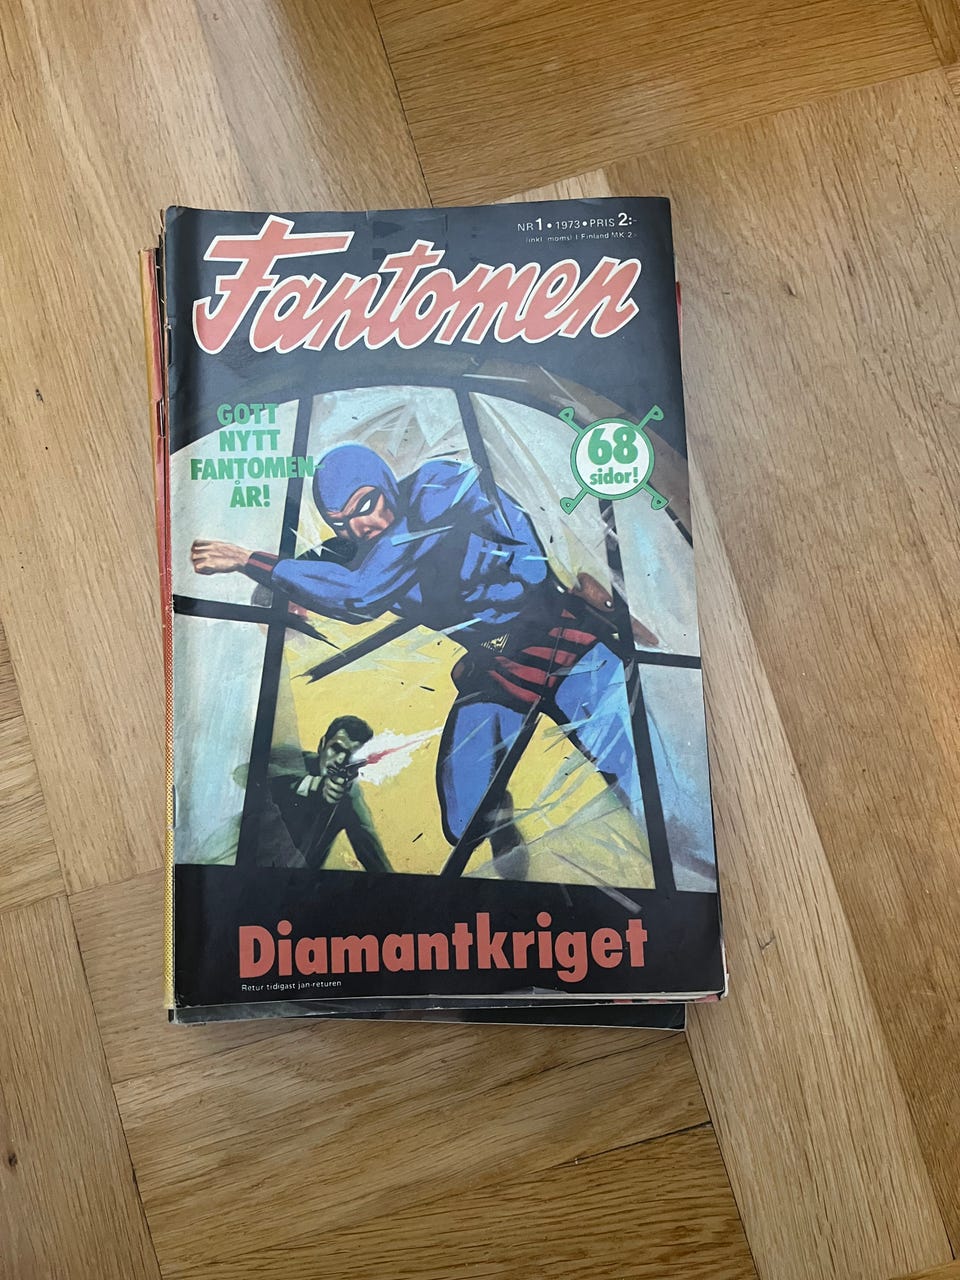 NR 1 • 1973 • PRIS 2:-
(inkl. moms) I Finland MK 2:-
Fantomen
GOTT
NYTT
FANTOMEN-
ÅR!
68
sidor!
Diamantkriget
Retur tidigast jan-returen